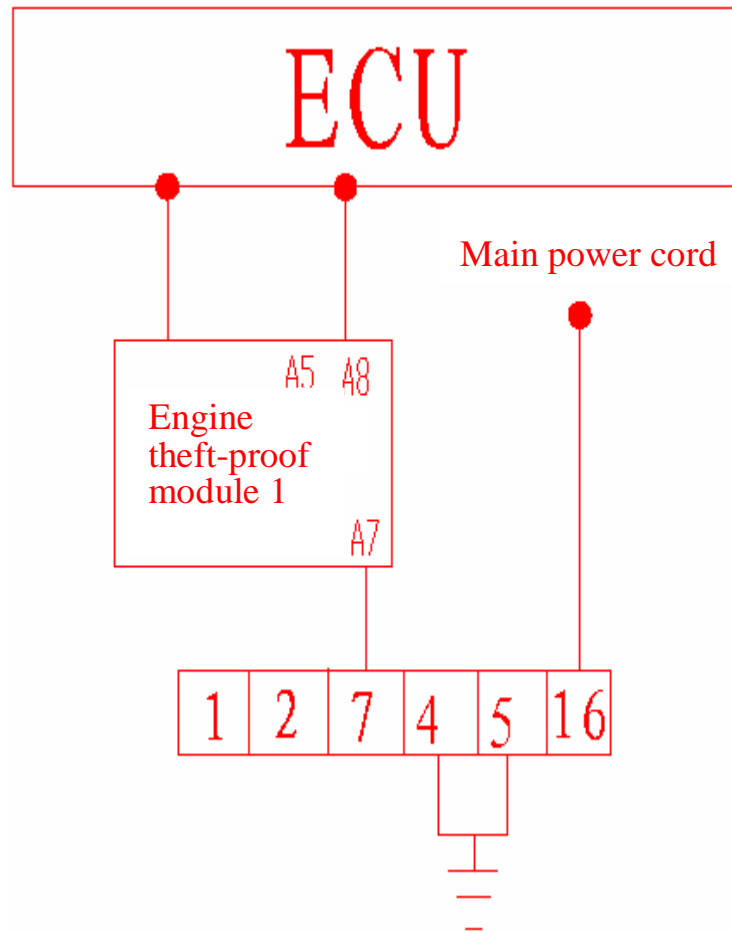 ECU
Main power cord
A5 A8
Engine
theft-proof
module 1
A7
1 2 7 4 5 16